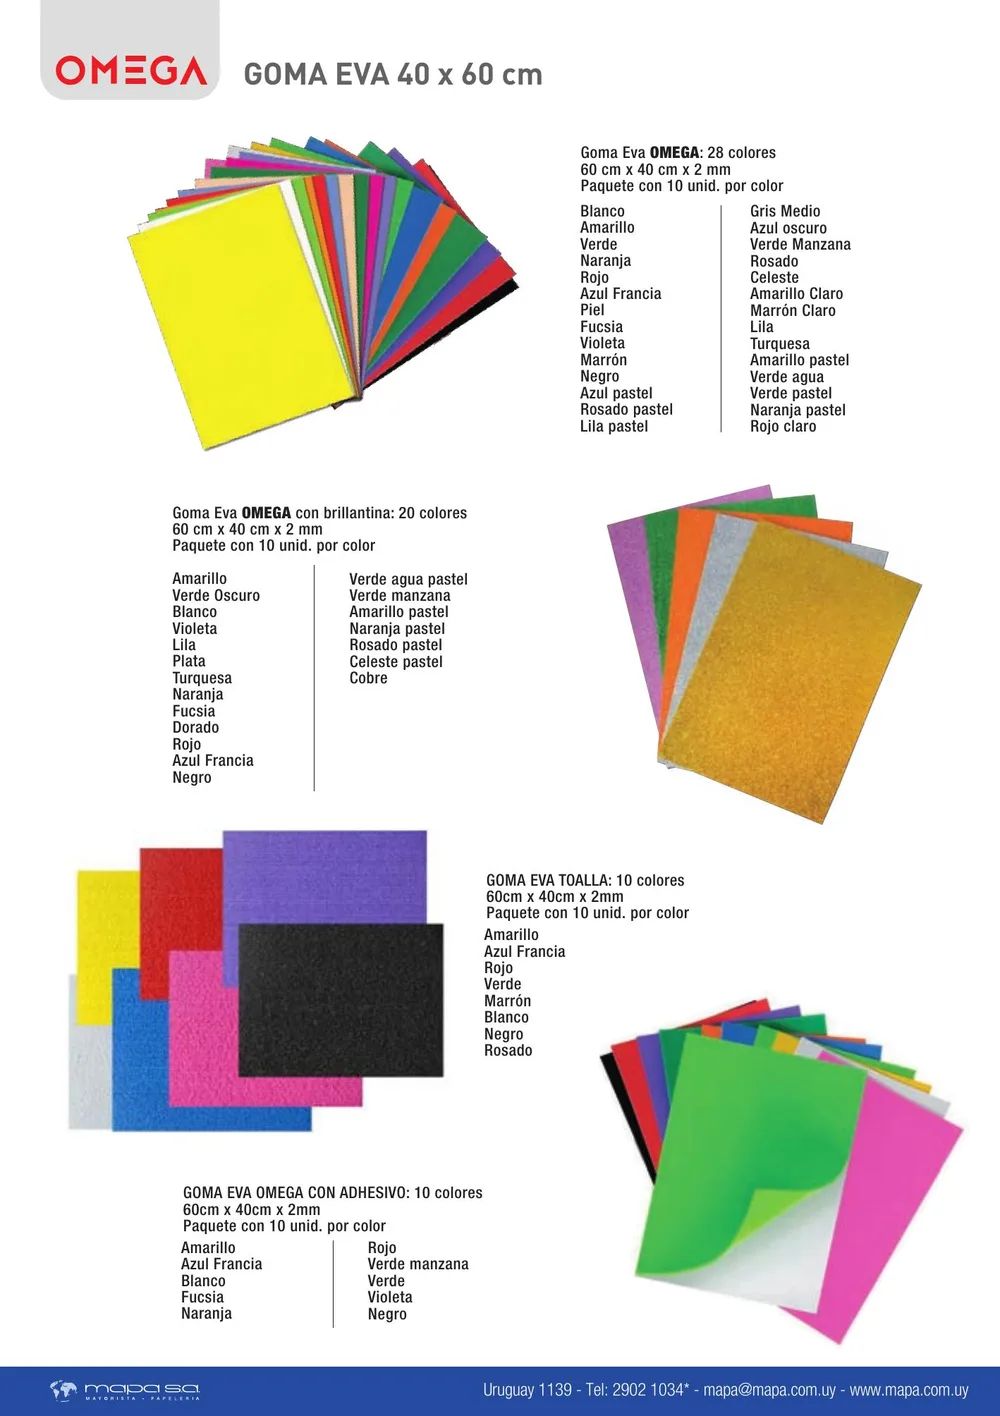 OMEGA
GOMA EVA 40 x 60 cm
Goma Eva OMEGA: 28 colores
60 cm x 40 cm x 2 mm
Paquete con 10 unid. por color
Blanco
Amarillo
Verde
Naranja
Rojo
Azul Francia
Piel
Fucsia
Violeta
Marrón
Negro
Azul pastel
Rosado pastel
Lila pastel
Gris Medio
Azul oscuro
Verde Manzana
Rosado
Celeste
Amarillo Claro
Marrón Claro
Lila
Turquesa
Amarillo pastel
Verde agua
Verde pastel
Naranja pastel
Rojo claro
Goma Eva OMEGA con brillantina: 20 colores
60 cm x 40 cm x 2 mm
Paquete con 10 unid. por color
Amarillo
Verde Oscuro
Blanco
Violeta
Lila
Plata
Turquesa
Naranja
Fucsia
Dorado
Rojo
Azul Francia
Negro
Verde agua pastel
Verde manzana
Amarillo pastel
Naranja pastel
Rosado pastel
Celeste pastel
Cobre
GOMA EVA TOALLA: 10 colores
60cm x 40cm x 2mm
Paquete con 10 unid. por color
Amarillo
Azul Francia
Rojo
Verde
Marrón
Blanco
Negro
Rosado
GOMA EVA OMEGA CON ADHESIVO: 10 colores
60cm x 40cm x 2mm
Paquete con 10 unid. por color
Amarillo
Azul Francia
Blanco
Fucsia
Naranja
Rojo
Verde manzana
Verde
Violeta
Negro
mapa sa
MAYORISTA - PAPELERIA
Uruguay 1139 - Tel: 2902 1034* - mapa@mapa.com.uy - www.mapa.com.uy